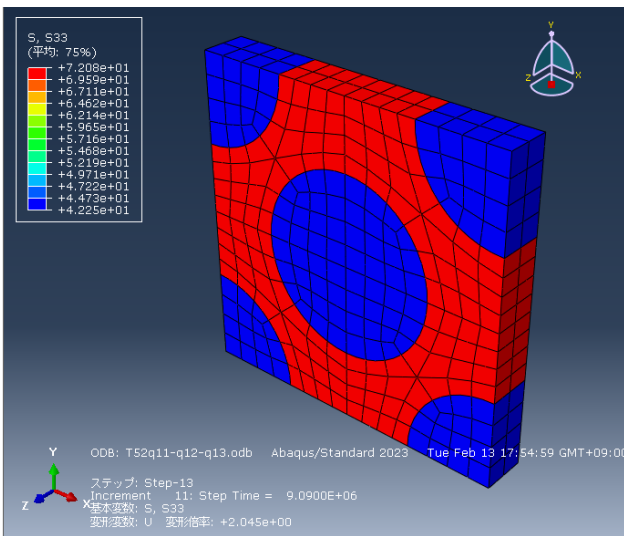 S, S33
(平均: 75%)
+7.208e+01
+6.959e+01
+6.711e+01
+6.462e+01
+6.214e+01
+5.965e+01
+5.716e+01
+5.468e+01
+5.219e+01
+4.971e+01
+4.722e+01
+4.473e+01
+4.225e+01
Y
Z
X
Y
Z
X
ODB: T52q11-q12-q13.odb Abaqus/Standard 2023 Tue Feb 13 17:54:59 GMT+09:00
ステップ: Step-13
Increment 11: Step Time = 9.0900E+06
基本変数: S, S33
変形変数: U 変形倍率: +2.045e+00